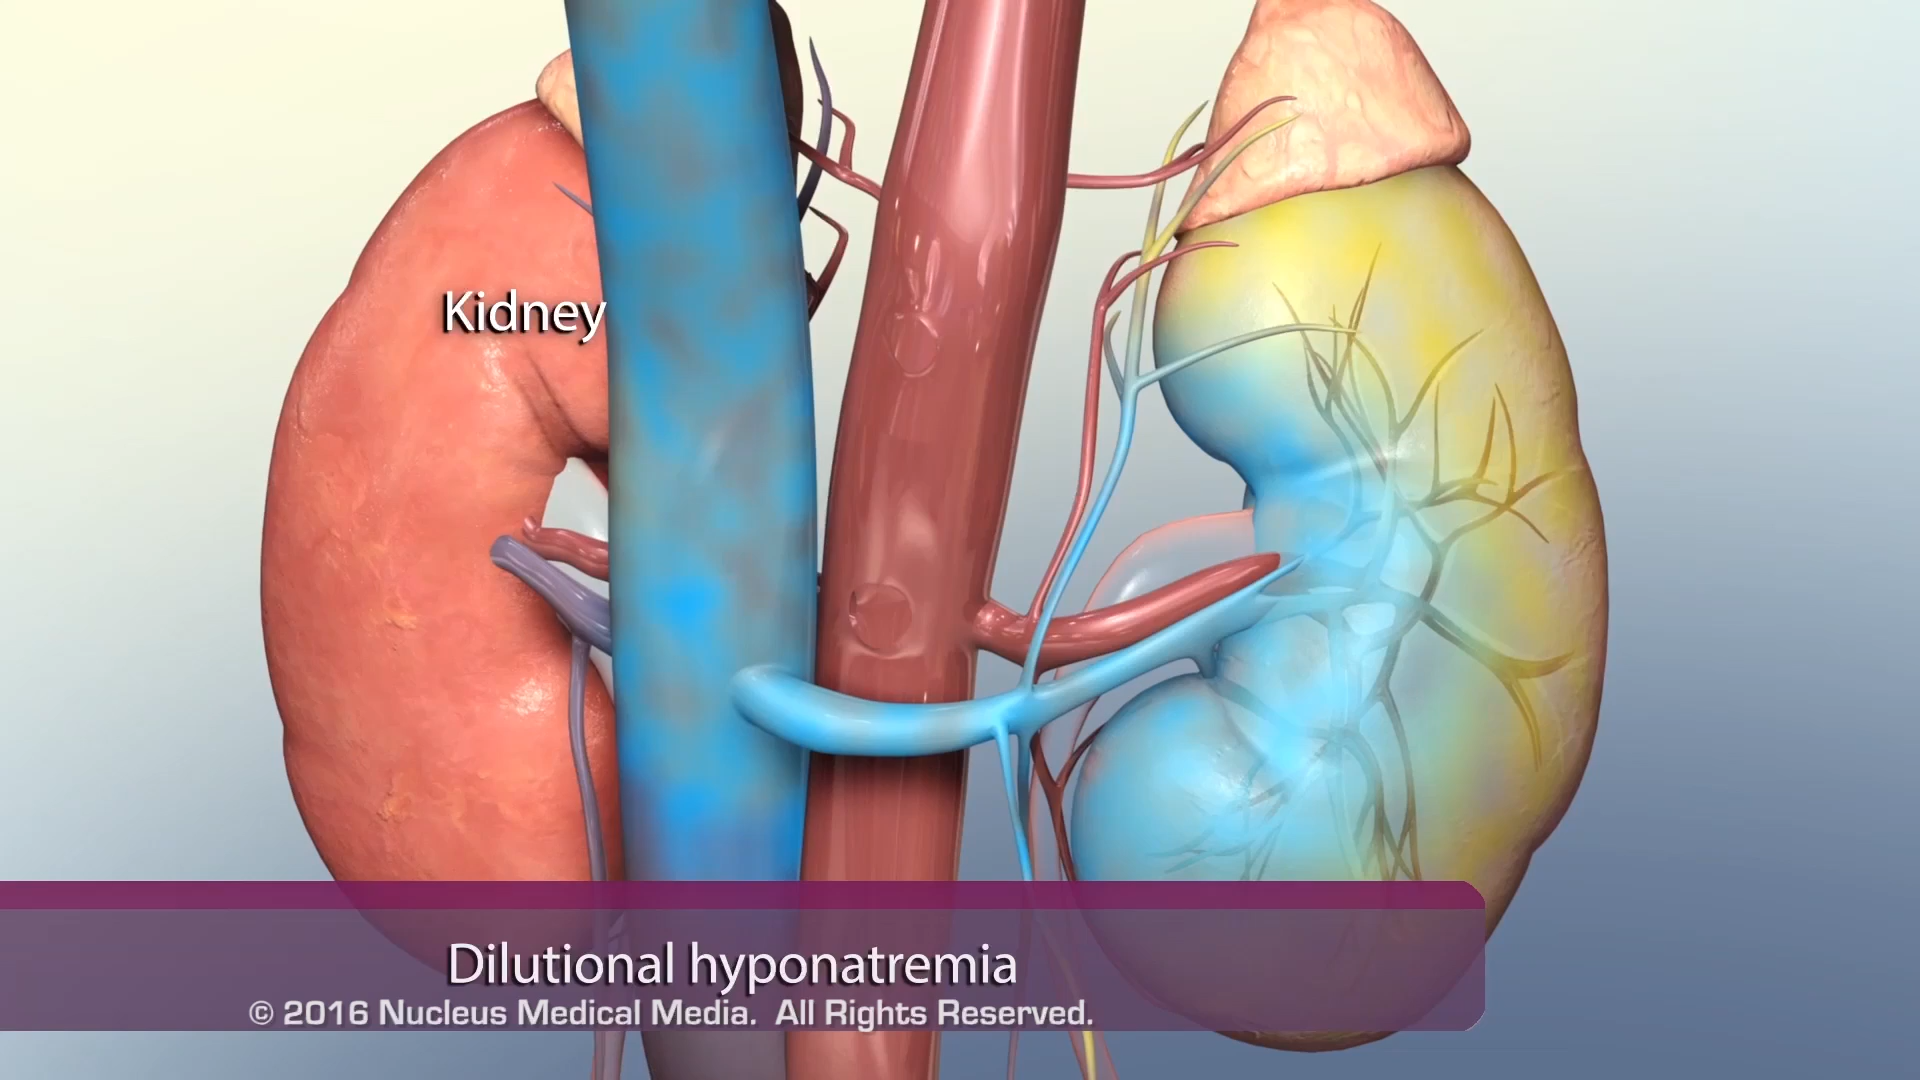 Kidney
Dilutional hyponatremia
© 2016 Nucleus Medical Media. All Rights Reserved.